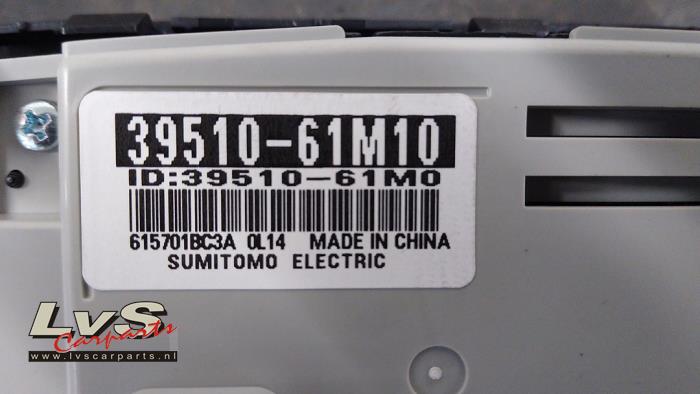 39510-61M10
ID:39510-61M0
615701BC3A 0L14 MADE IN CHINA
SUMITOMO ELECTRIC
LvS
Carparts
www.lvscarparts.nl